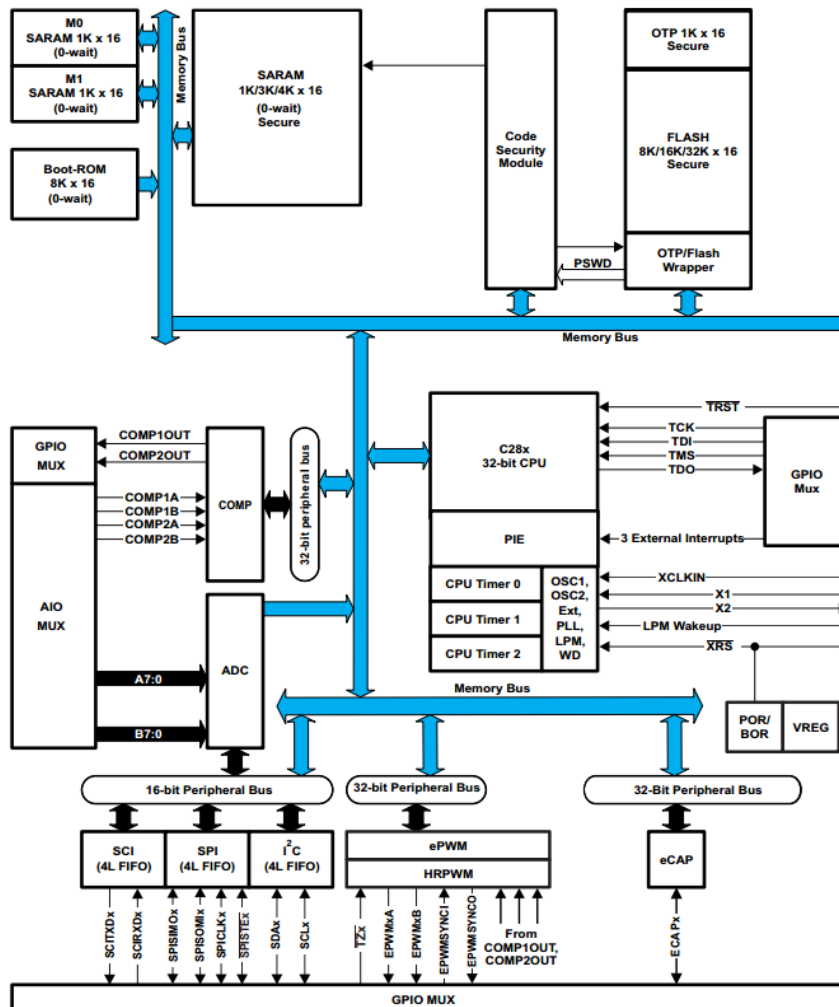 M0
SARAM 1K x 16
(0-wait)
M1
SARAM 1K x 16
(0-wait)
Boot-ROM
8K x 16
(0-wait)
Memory Bus
SARAM
1K/3K/4K x 16
(0-wait)
Secure
Code
Security
Module
OTP 1K x 16
Secure
FLASH
8K/16K/32K x 16
Secure
OTP/Flash
Wrapper
PSWD
Memory Bus
GPIO
MUX
COMP1OUT
COMP2OUT
COMP1A
COMP1B
COMP2A
COMP2B
COMP
32-bit peripheral bus
AIO
MUX
A7:0
B7:0
ADC
C28x
32-bit CPU
PIE
CPU Timer 0
CPU Timer 1
CPU Timer 2
OSC1,
OSC2,
Ext,
PLL,
LPM,
WD
TRST
TCK
TDI
TMS
TDO
GPIO
Mux
3 External Interrupts
XCLKIN
X1
X2
LPM Wakeup
XRS
POR/
BOR
VREG
Memory Bus
16-bit Peripheral Bus
32-bit Peripheral Bus
32-Bit Peripheral Bus
SCI
(4L FIFO)
SPI
(4L FIFO)
I2C
(4L FIFO)
ePWM
HRPWM
eCAP
SCITXDx
SCIRXDx
SPISIMOx
SPISOMIx
SPICLKx
SPISTEx
SDAx
SCLx
TZx
EPWMxA
EPWMxB
EPWMSYNCI
EPWMSYNCO
From
COMP1OUT,
COMP2OUT
ECAPx
GPIO MUX